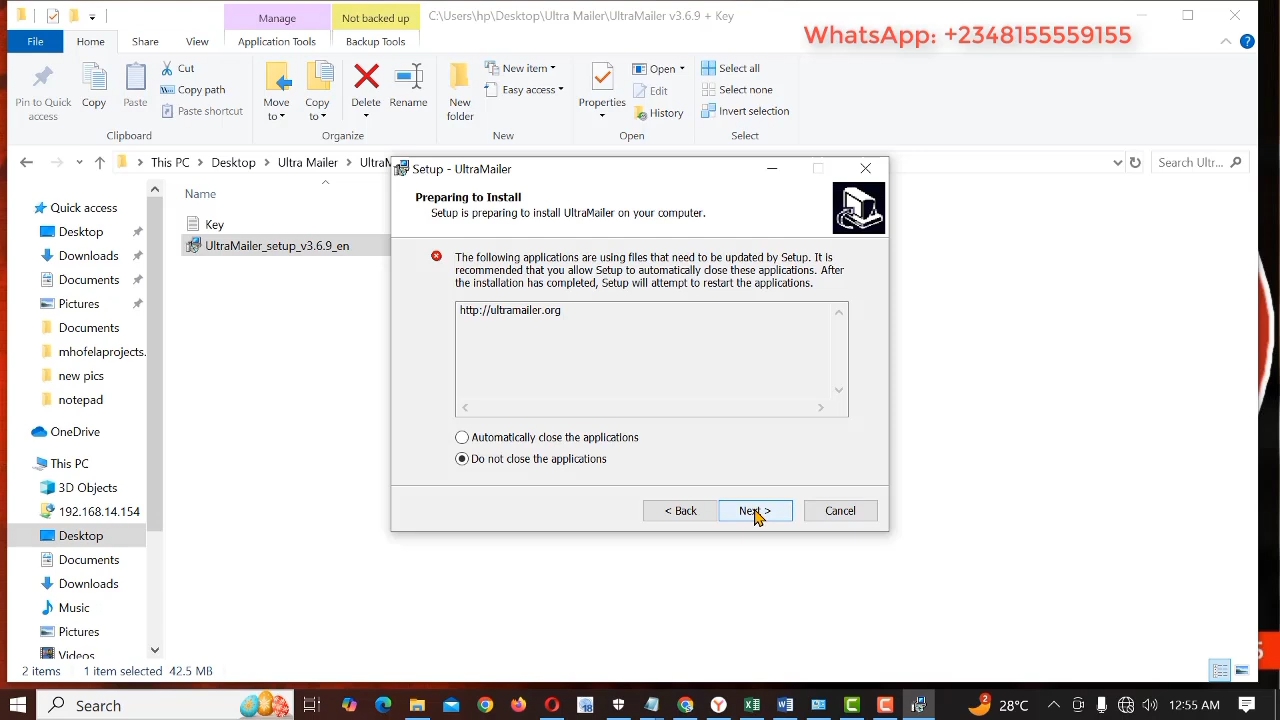 Manage
Not backed up
C:\Users\hp\Desktop\Ultra Mailer\UltraMailer v3.6.9 + Key
WhatsApp: +2348155559155
File
Home
Share
View
Application Tools
Backup Tools
Pin to Quick access
Copy
Paste
Cut
Copy path
Paste shortcut
Move to
Copy to
Delete
Rename
New folder
New item
Easy access
Properties
Open
Edit
History
Select all
Select none
Invert selection
Clipboard
Organize
New
Open
Select
This PC > Desktop > Ultra Mailer > UltraM
Search Ultr...
Quick access
Desktop
Downloads
Documents
Pictures
Documents
mhofelaprojects.
new pics
notepad
OneDrive
This PC
3D Objects
192.168.14.154
Desktop
Documents
Downloads
Music
Pictures
Videos
Name
Key
UltraMailer_setup_v3.6.9_en
Setup - UltraMailer
Preparing to Install
Setup is preparing to install UltraMailer on your computer.
The following applications are using files that need to be updated by Setup. It is
recommended that you allow Setup to automatically close these applications. After
the installation has completed, Setup will attempt to restart the applications.
http://ultramailer.org
Automatically close the applications
Do not close the applications
< Back
Next >
Cancel
2 items
1 item selected 42.5 MB
Search
2
28°C
12:55 AM